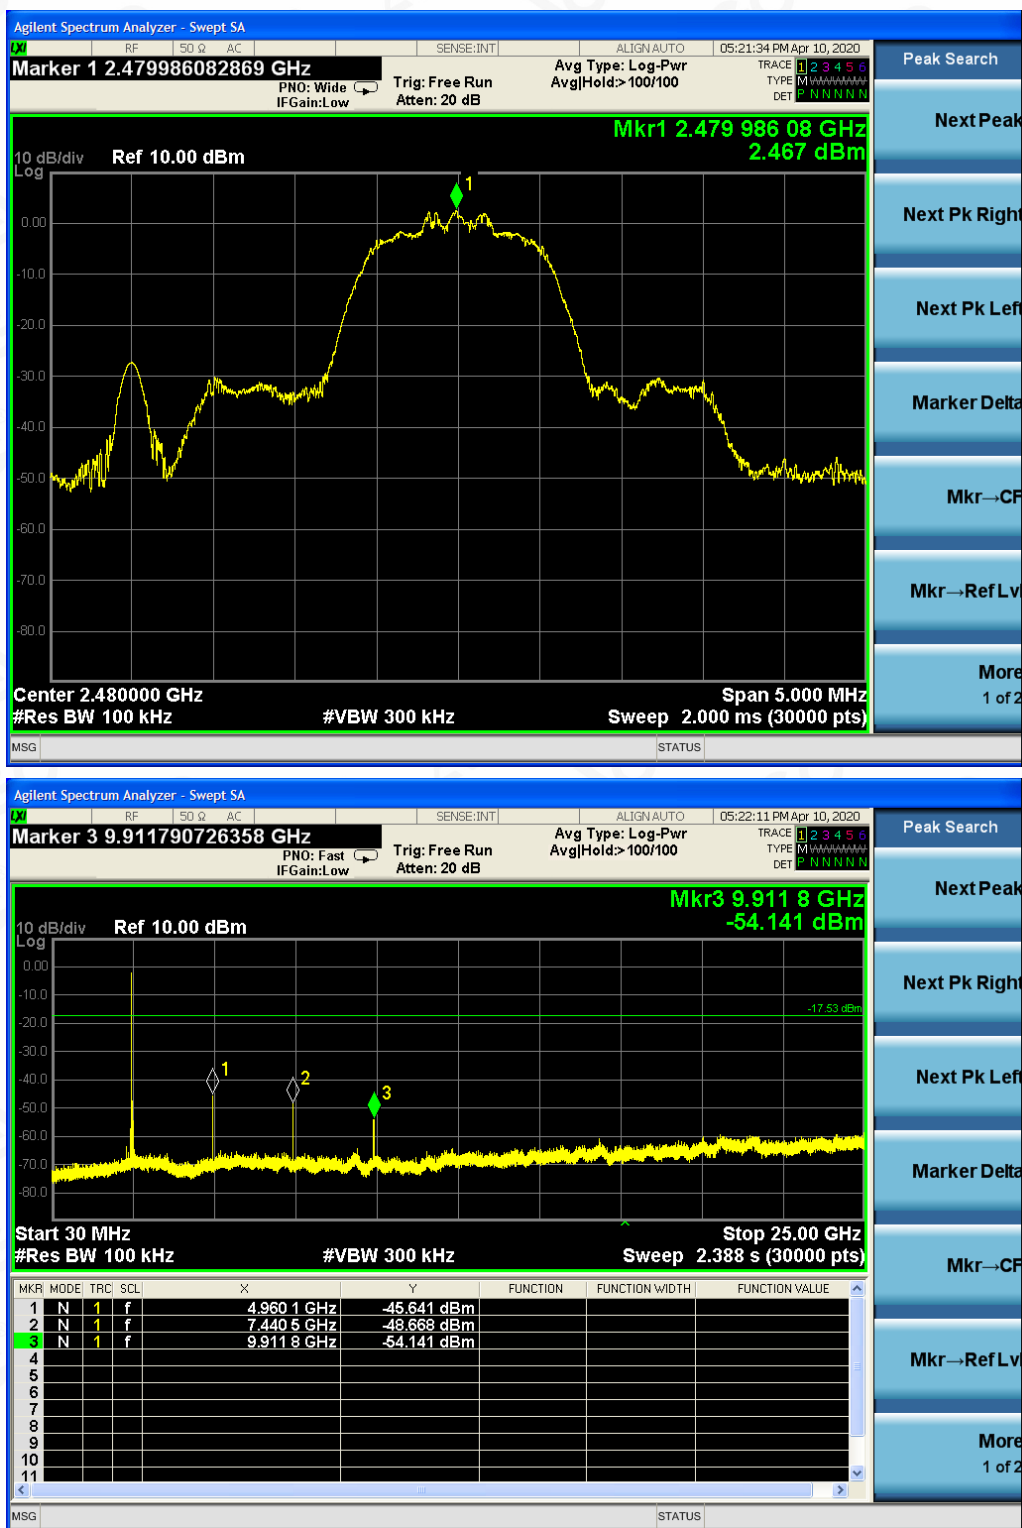 Agilent Spectrum Analyzer - Swept SA
LXI RF 50 Ω AC SENSE:INT ALIGNAUTO 05:21:34 PM Apr 10, 2020
Marker 1 2.479986082869 GHz
PNO: Wide
IFGain:Low
Trig: Free Run
Atten: 20 dB
Avg Type: Log-Pwr
Avg|Hold:>100/100
TRACE 1 2 3 4 5 6
TYPE M
DET P N N N N N
Mkr1 2.479 986 08 GHz
2.467 dBm
10 dB/div Ref 10.00 dBm
Log
1
0.00
-10.0
-20.0
-30.0
-40.0
-50.0
-60.0
-70.0
-80.0
Center 2.480000 GHz Span 5.000 MHz
#Res BW 100 kHz #VBW 300 kHz Sweep 2.000 ms (30000 pts)
MSG STATUS
Peak Search
Next Peak
Next Pk Right
Next Pk Left
Marker Delta
Mkr→CF
Mkr→Ref Lvl
More
1 of 2
Agilent Spectrum Analyzer - Swept SA
LXI RF 50 Ω AC SENSE:INT ALIGNAUTO 05:22:11 PM Apr 10, 2020
Marker 3 9.911790726358 GHz
PNO: Fast
IFGain:Low
Trig: Free Run
Atten: 20 dB
Avg Type: Log-Pwr
Avg|Hold:>100/100
TRACE 1 2 3 4 5 6
TYPE M
DET P N N N N N
Mkr3 9.911 8 GHz
-54.141 dBm
10 dB/div Ref 10.00 dBm
Log
0.00
-10.0
-17.53 dBm
-20.0
-30.0
1
2
-40.0
3
-50.0
-60.0
-70.0
-80.0
Start 30 MHz Stop 25.00 GHz
#Res BW 100 kHz #VBW 300 kHz Sweep 2.388 s (30000 pts)
MKR MODE TRC SCL X Y FUNCTION FUNCTION WIDTH FUNCTION VALUE
1 N 1 f 4.960 1 GHz -45.641 dBm
2 N 1 f 7.440 5 GHz -48.668 dBm
3 N 1 f 9.911 8 GHz -54.141 dBm
4
5
6
7
8
9
10
11
MSG STATUS
Peak Search
Next Peak
Next Pk Right
Next Pk Left
Marker Delta
Mkr→CF
Mkr→Ref Lvl
More
1 of 2